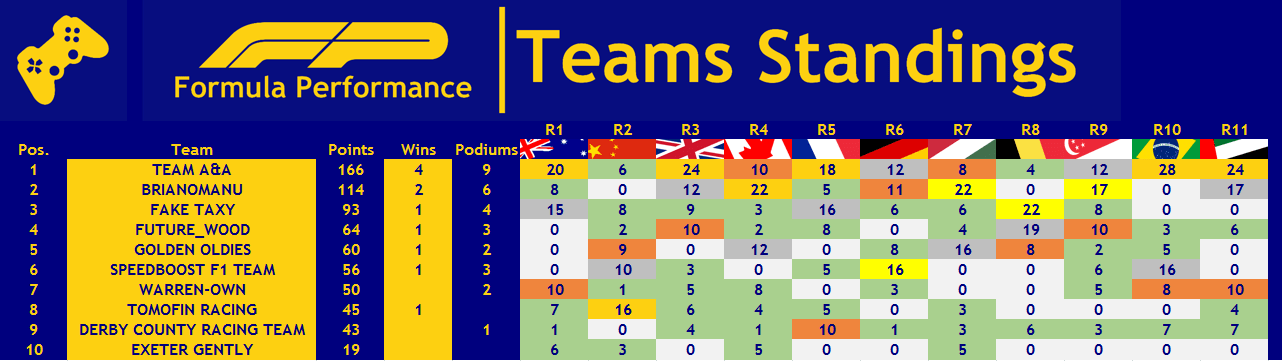 Formula Performance
Teams Standings
R1 R2 R3 R4 R5 R6 R7 R8 R9 R10 R11
Pos. Team Points Wins Podiums
1 TEAM A&A 166 4 9 20 6 24 10 18 12 8 4 12 28 24
2 BRIANOMANU 114 2 6 8 0 12 22 5 11 22 0 17 0 17
3 FAKE TAXY 93 1 4 15 8 9 3 16 6 6 22 8 0 0
4 FUTURE_WOOD 64 1 3 0 2 10 2 8 0 4 19 10 3 6
5 GOLDEN OLDIES 60 1 2 0 9 0 12 0 8 16 8 2 5 0
6 SPEEDBOOST F1 TEAM 56 1 3 0 10 3 0 5 16 0 0 6 16 0
7 WARREN-OWN 50 2 10 1 5 8 0 3 0 0 5 8 10
8 TOMOFIN RACING 45 1 7 16 6 4 5 0 3 0 0 0 4
9 DERBY COUNTY RACING TEAM 43 1 1 0 4 1 10 1 3 6 3 7 7
10 EXETER GENTLY 19 6 3 0 5 0 0 5 0 0 0 0